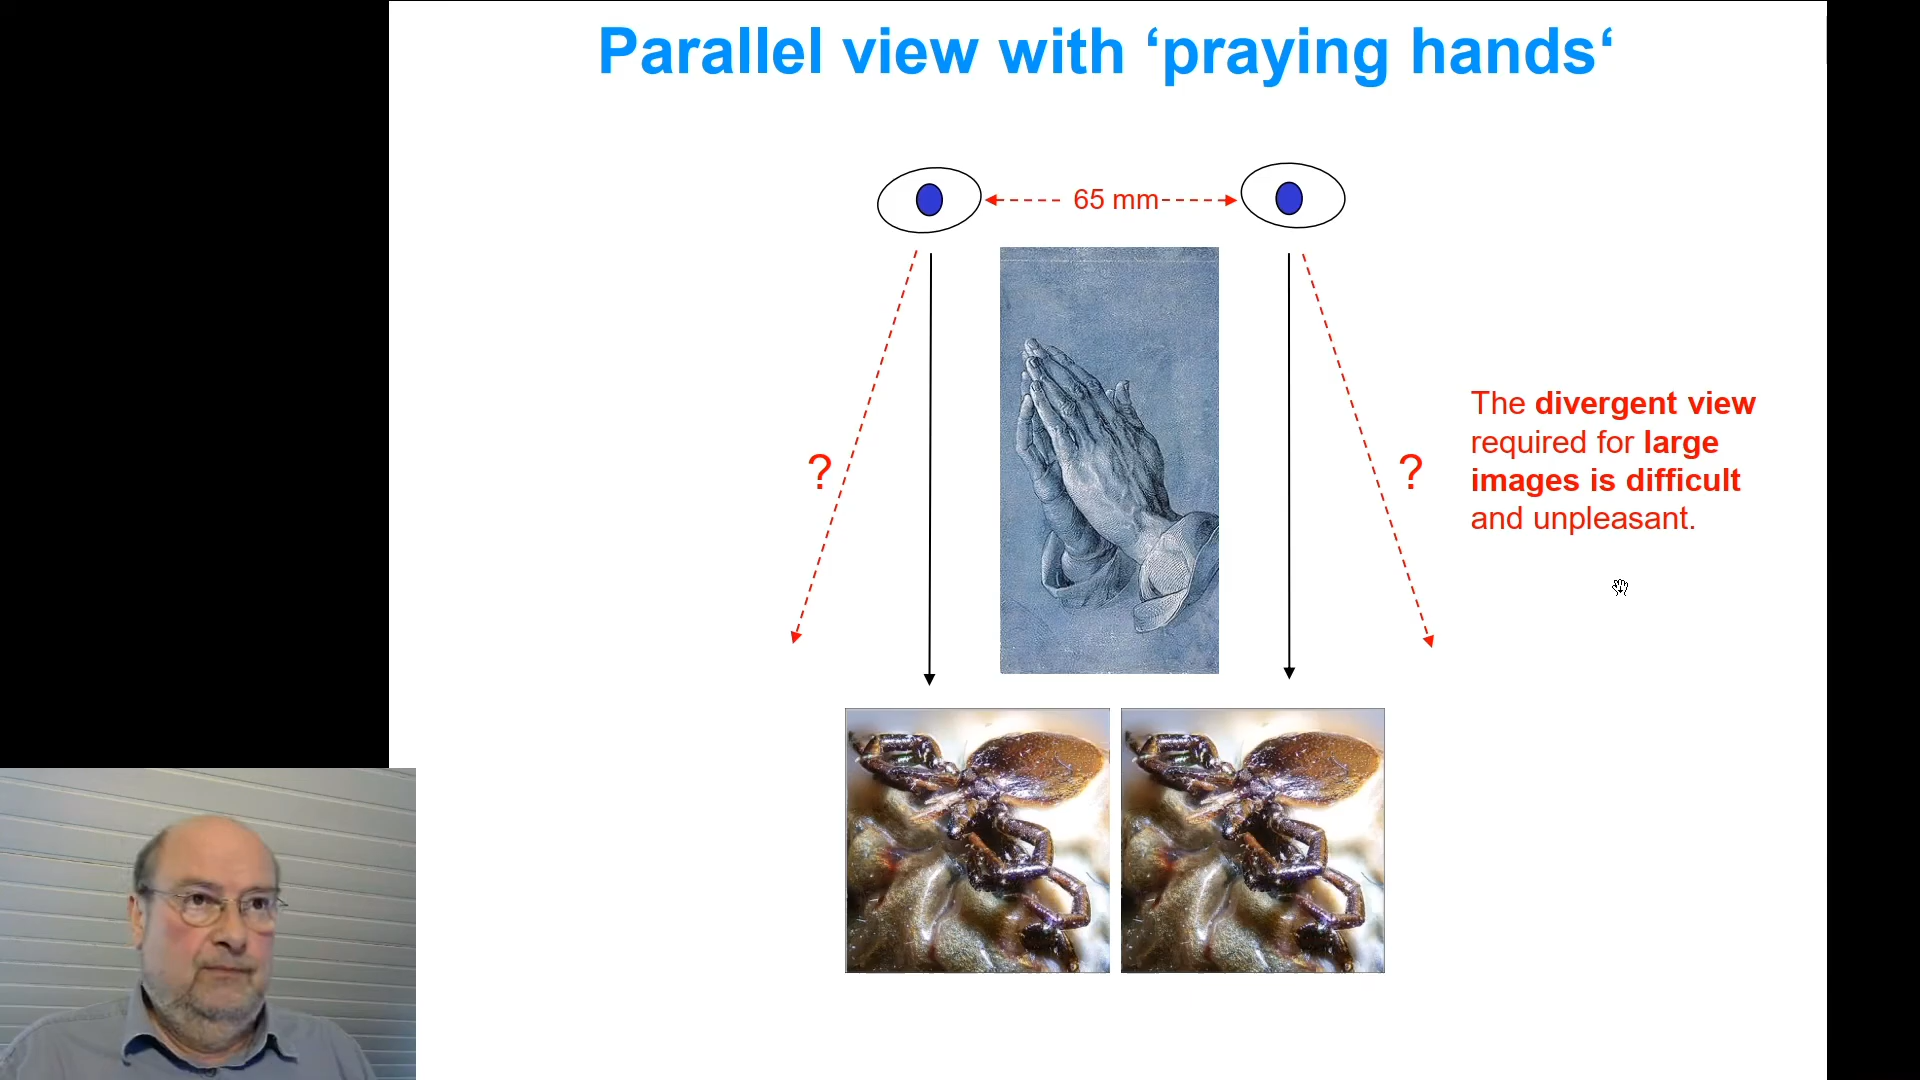 Parallel view with ‘praying hands‘
65 mm
?
?
The divergent view
required for large
images is difficult
and unpleasant.